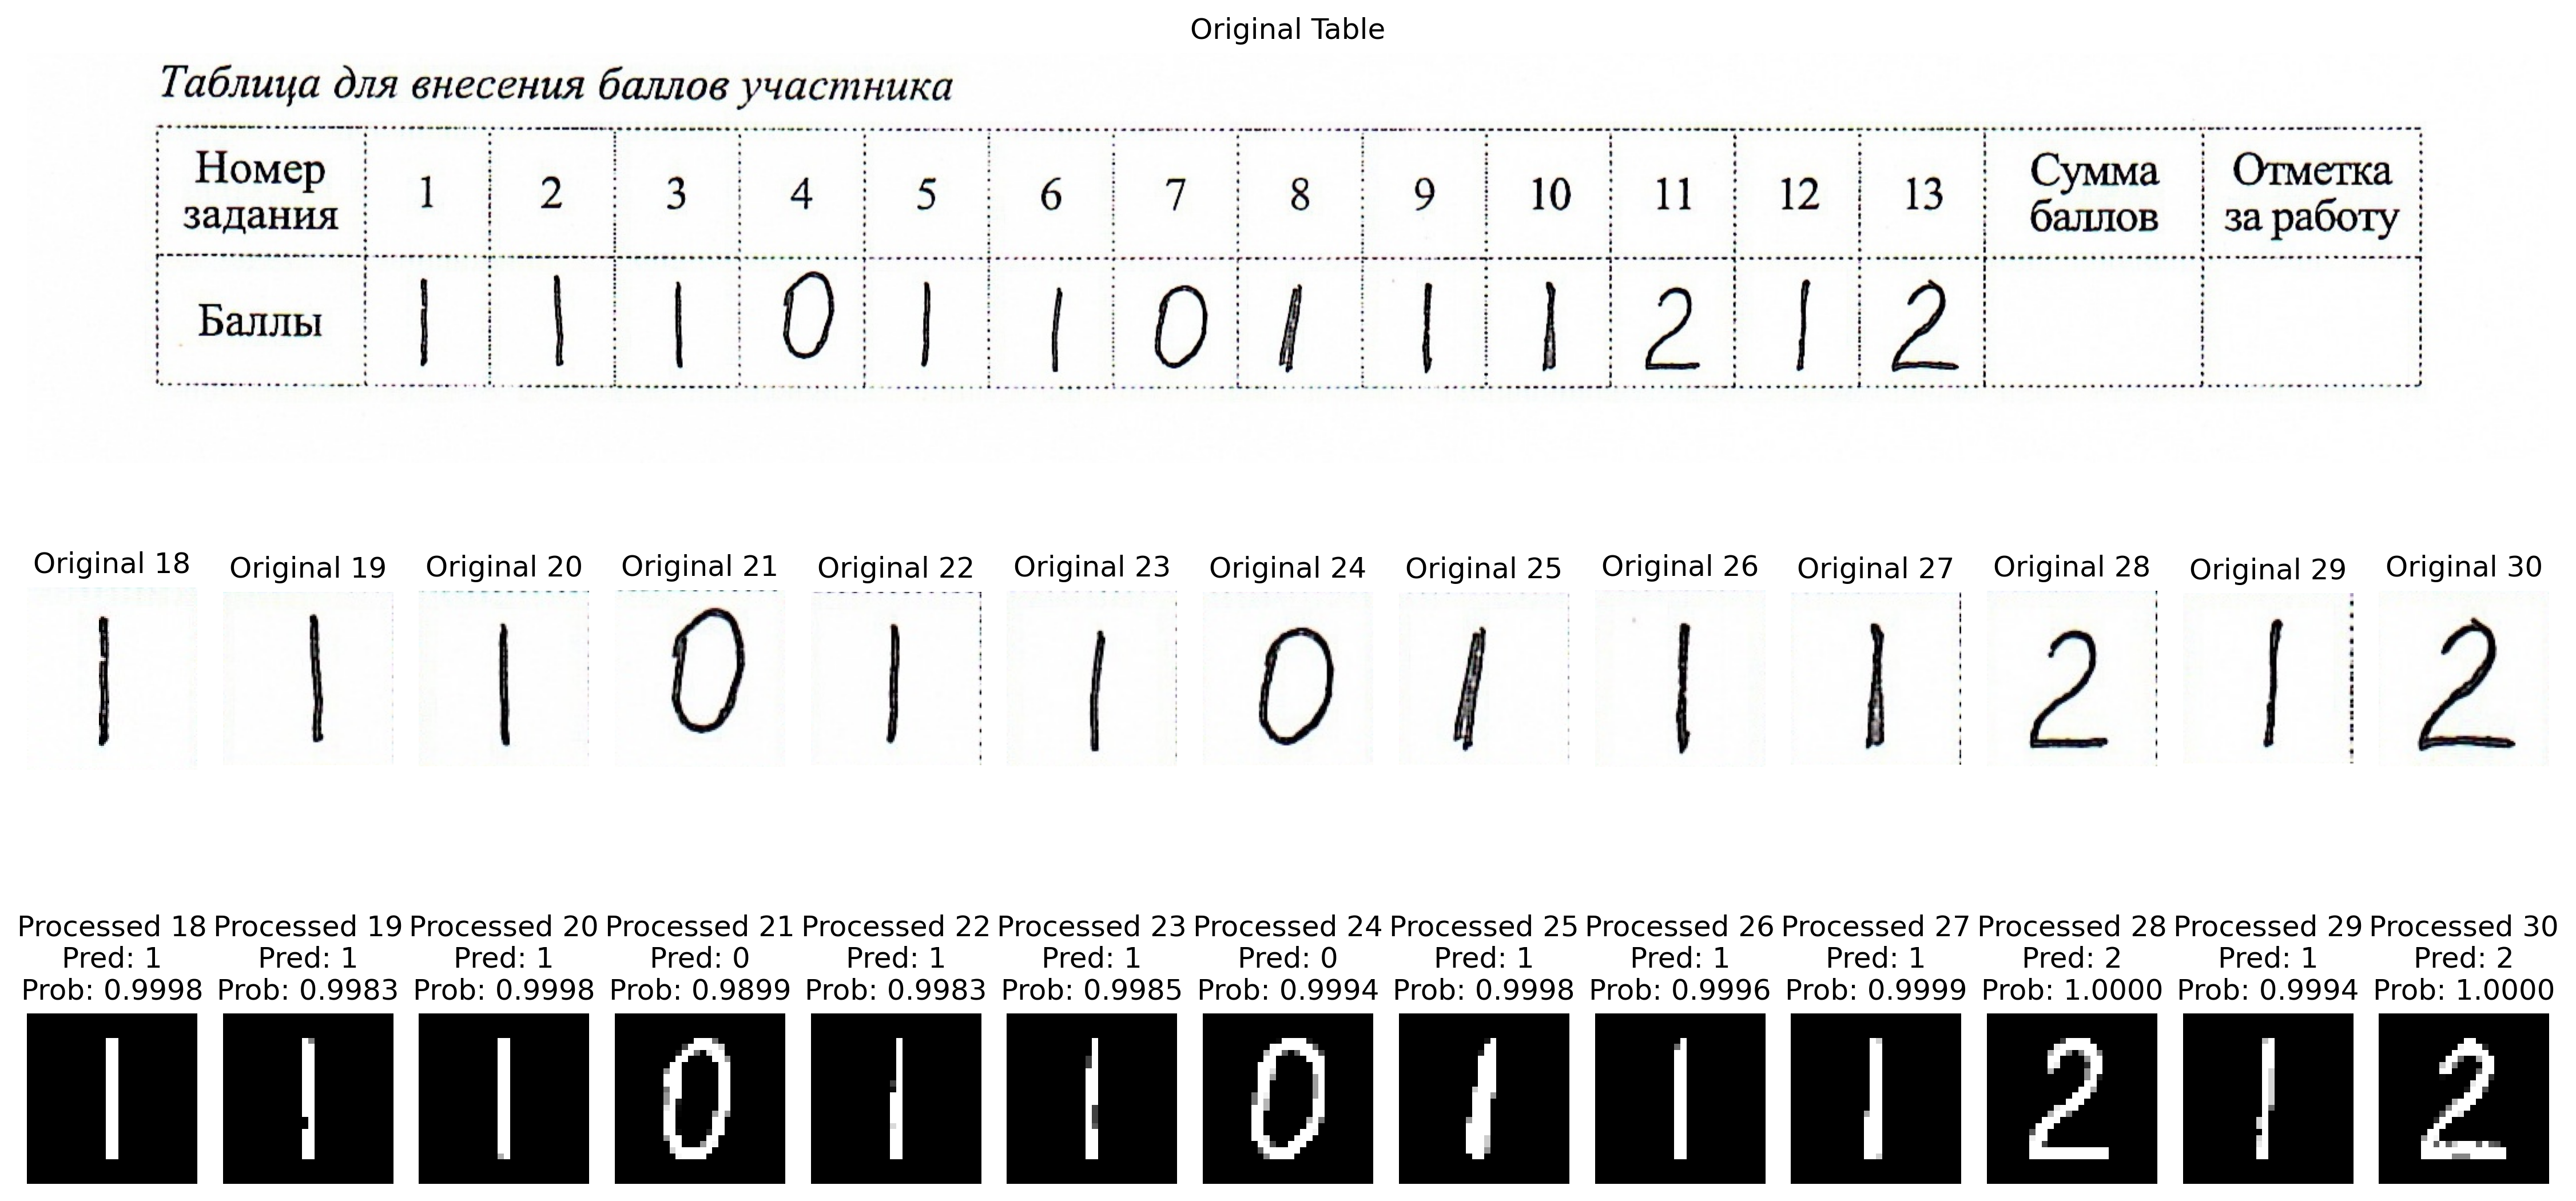 Original Table
Таблица для внесения баллов участника
Номер задания 1 2 3 4 5 6 7 8 9 10 11 12 13 Сумма баллов Отметка за работу
Баллы 1 1 1 0 1 1 0 1 1 1 2 1 2
Original 18 Original 19 Original 20 Original 21 Original 22 Original 23 Original 24 Original 25 Original 26 Original 27 Original 28 Original 29 Original 30
1 1 1 0 1 1 0 1 1 1 2 1 2
Processed 18 Processed 19 Processed 20 Processed 21 Processed 22 Processed 23 Processed 24 Processed 25 Processed 26 Processed 27 Processed 28 Processed 29 Processed 30
Pred: 1 Pred: 1 Pred: 1 Pred: 0 Pred: 1 Pred: 1 Pred: 0 Pred: 1 Pred: 1 Pred: 1 Pred: 2 Pred: 1 Pred: 2
Prob: 0.9998 Prob: 0.9983 Prob: 0.9998 Prob: 0.9899 Prob: 0.9983 Prob: 0.9985 Prob: 0.9994 Prob: 0.9998 Prob: 0.9996 Prob: 0.9999 Prob: 1.0000 Prob: 0.9994 Prob: 1.0000
1 1 1 0 1 1 0 1 1 1 2 1 2